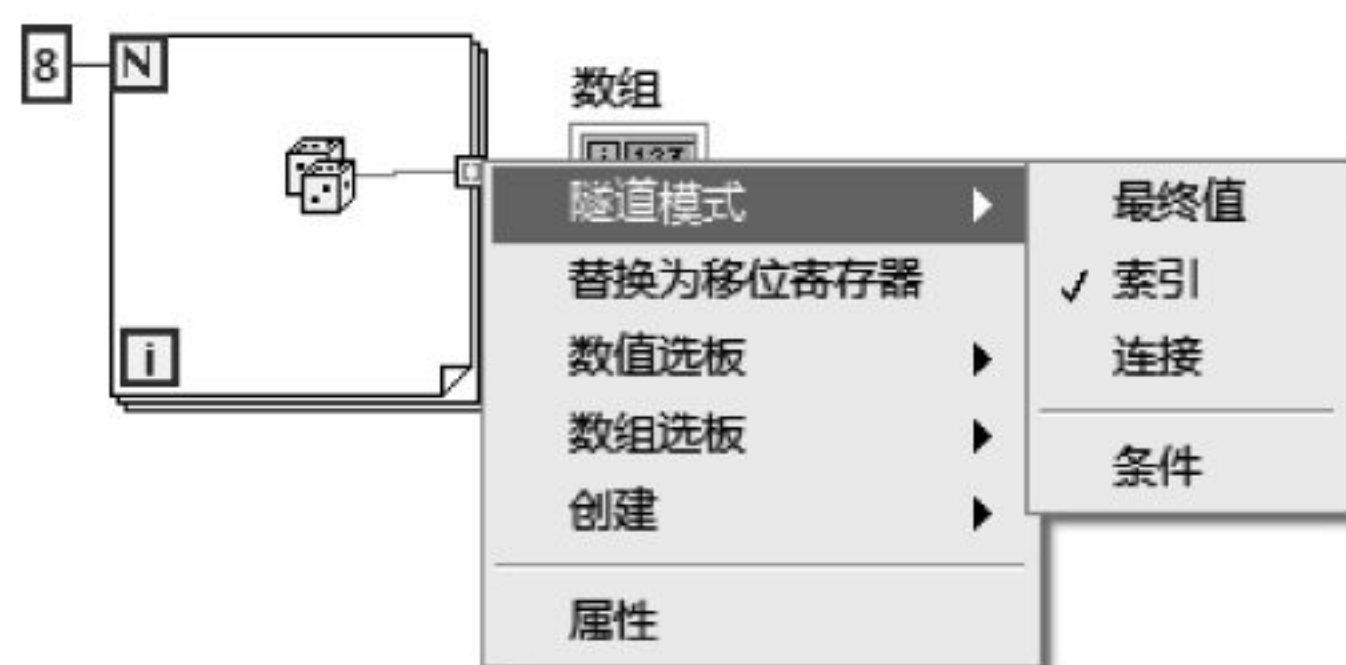 8
N
i
数组
隧道模式
替换为移位寄存器
数值选板
数组选板
创建
属性
最终值
✓ 索引
连接
条件